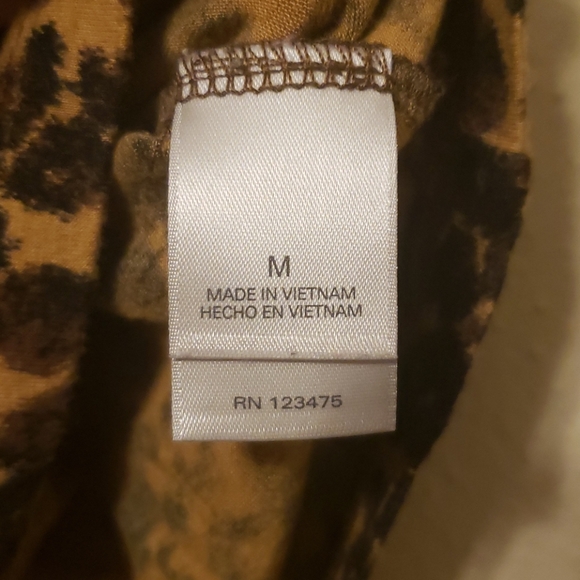 M
MADE IN VIETNAM
HECHO EN VIETNAM
RN 123475